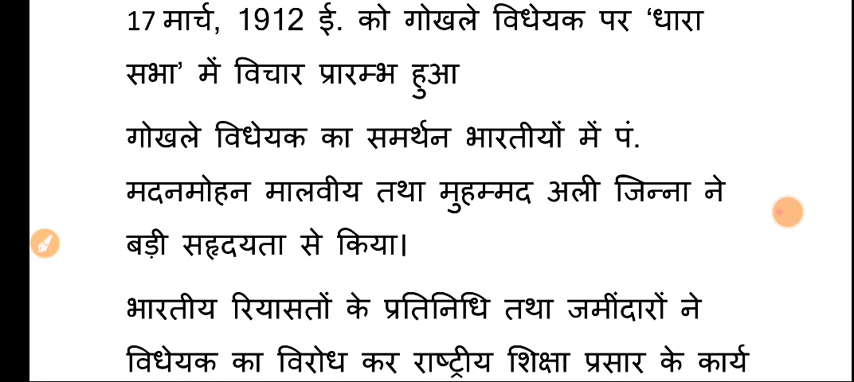 17 मार्च, 1912 ई. को गोखले विधेयक पर ‘धारा
सभा’ में विचार प्रारम्भ हुआ
गोखले विधेयक का समर्थन भारतीयों में पं.
मदनमोहन मालवीय तथा मुहम्मद अली जिन्ना ने
बड़ी सहृदयता से किया।
भारतीय रियासतों के प्रतिनिधि तथा जमींदारों ने
विधेयक का विरोध कर राष्ट्रीय शिक्षा प्रसार के कार्य